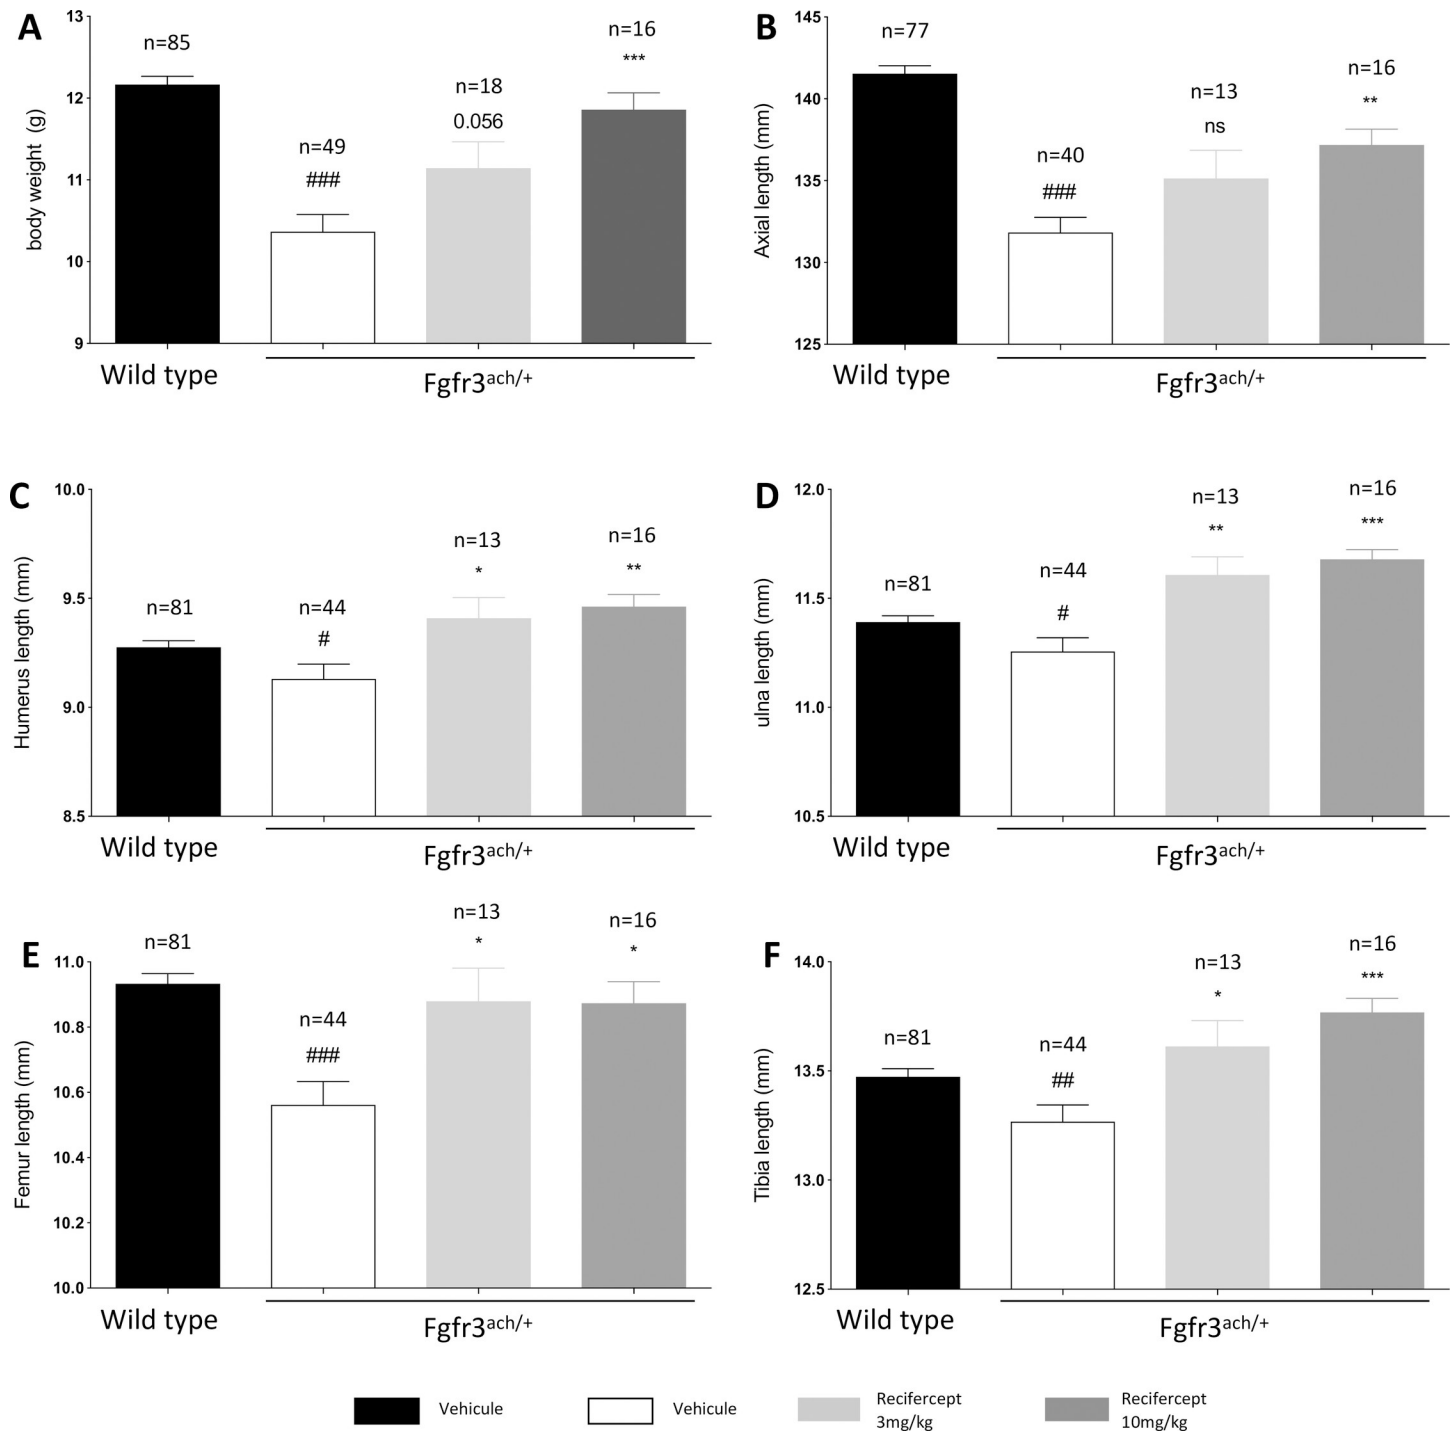 A
body weight (g)
13
12
11
10
9
n=85
n=49
###
n=18
0.056
n=16
***
Wild type
Fgfr3ach/+
B
Axial length (mm)
145
140
135
130
125
n=77
n=40
###
n=13
ns
n=16
**
Wild type
Fgfr3ach/+
C
Humerus length (mm)
10.0
9.5
9.0
8.5
n=81
n=44
#
n=13
*
n=16
**
Wild type
Fgfr3ach/+
D
ulna length (mm)
12.0
11.5
11.0
10.5
n=81
n=44
#
n=13
**
n=16
***
Wild type
Fgfr3ach/+
E
Femur length (mm)
11.0
10.8
10.6
10.4
10.2
10.0
n=81
n=44
###
n=13
*
n=16
*
Wild type
Fgfr3ach/+
F
Tibia length (mm)
14.0
13.5
13.0
12.5
n=81
n=44
##
n=13
*
n=16
***
Wild type
Fgfr3ach/+
Vehicule
Vehicule
Recifercept
3mg/kg
Recifercept
10mg/kg